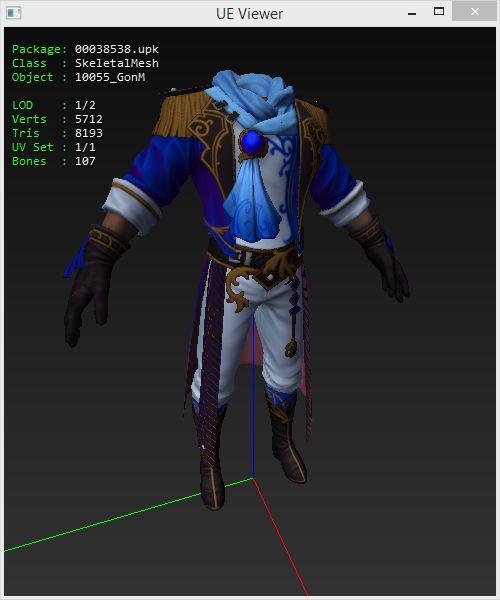 UE Viewer
Package: 00038538.upk
Class : SkeletalMesh
Object : 10055_GonM
LOD : 1/2
Verts : 5712
Tris : 8193
UV Set : 1/1
Bones : 107